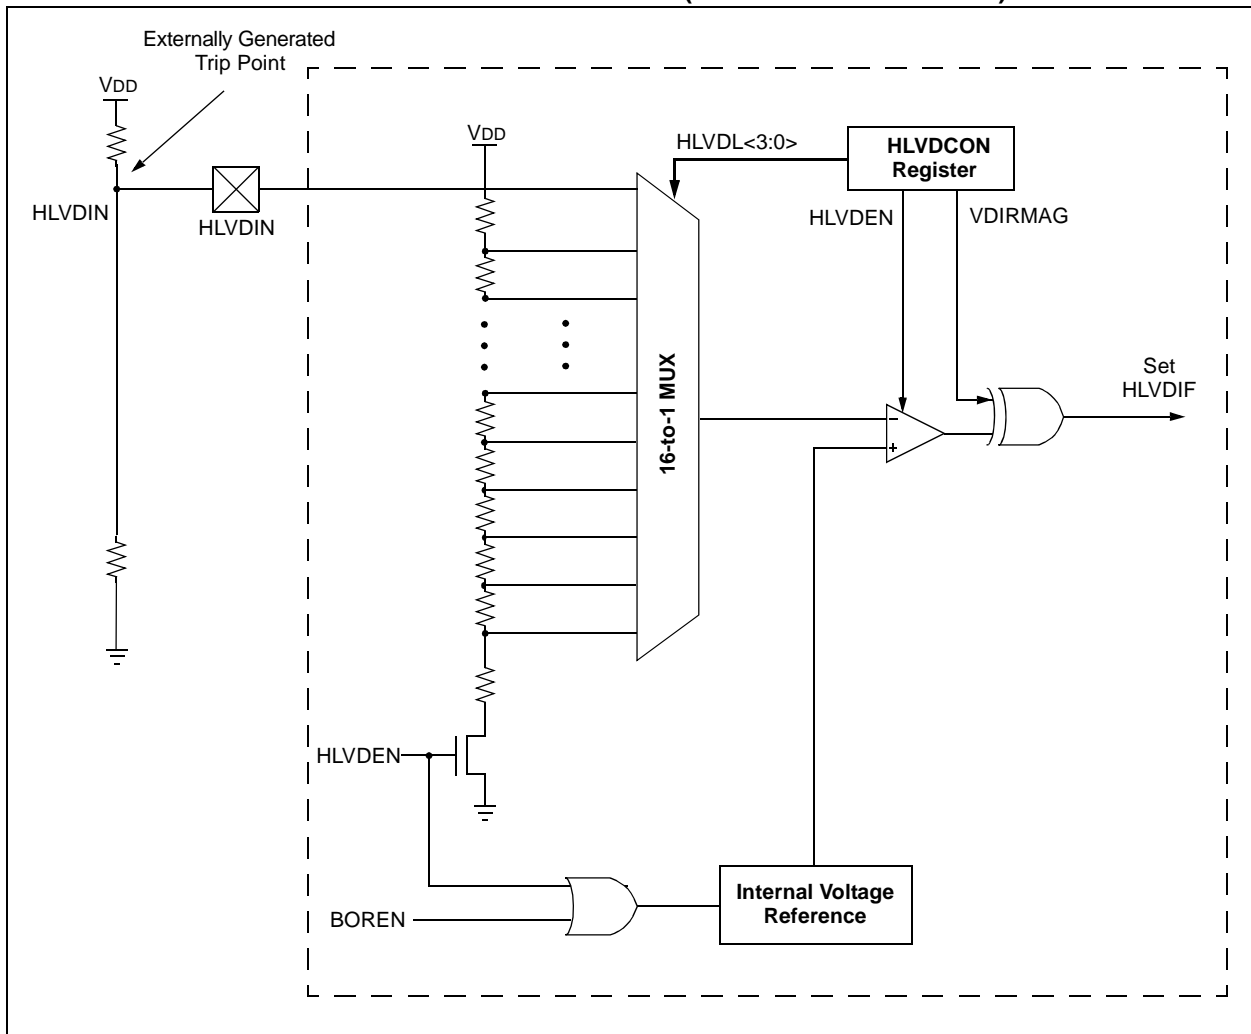 Externally Generated
Trip Point
VDD
VDD
HLVDL<3:0>
HLVDCON
Register
HLVDIN
HLVDIN
HLVDEN
VDIRMAG
16-to-1 MUX
Set
HLVDIF
–
+
HLVDEN
BOREN
Internal Voltage
Reference